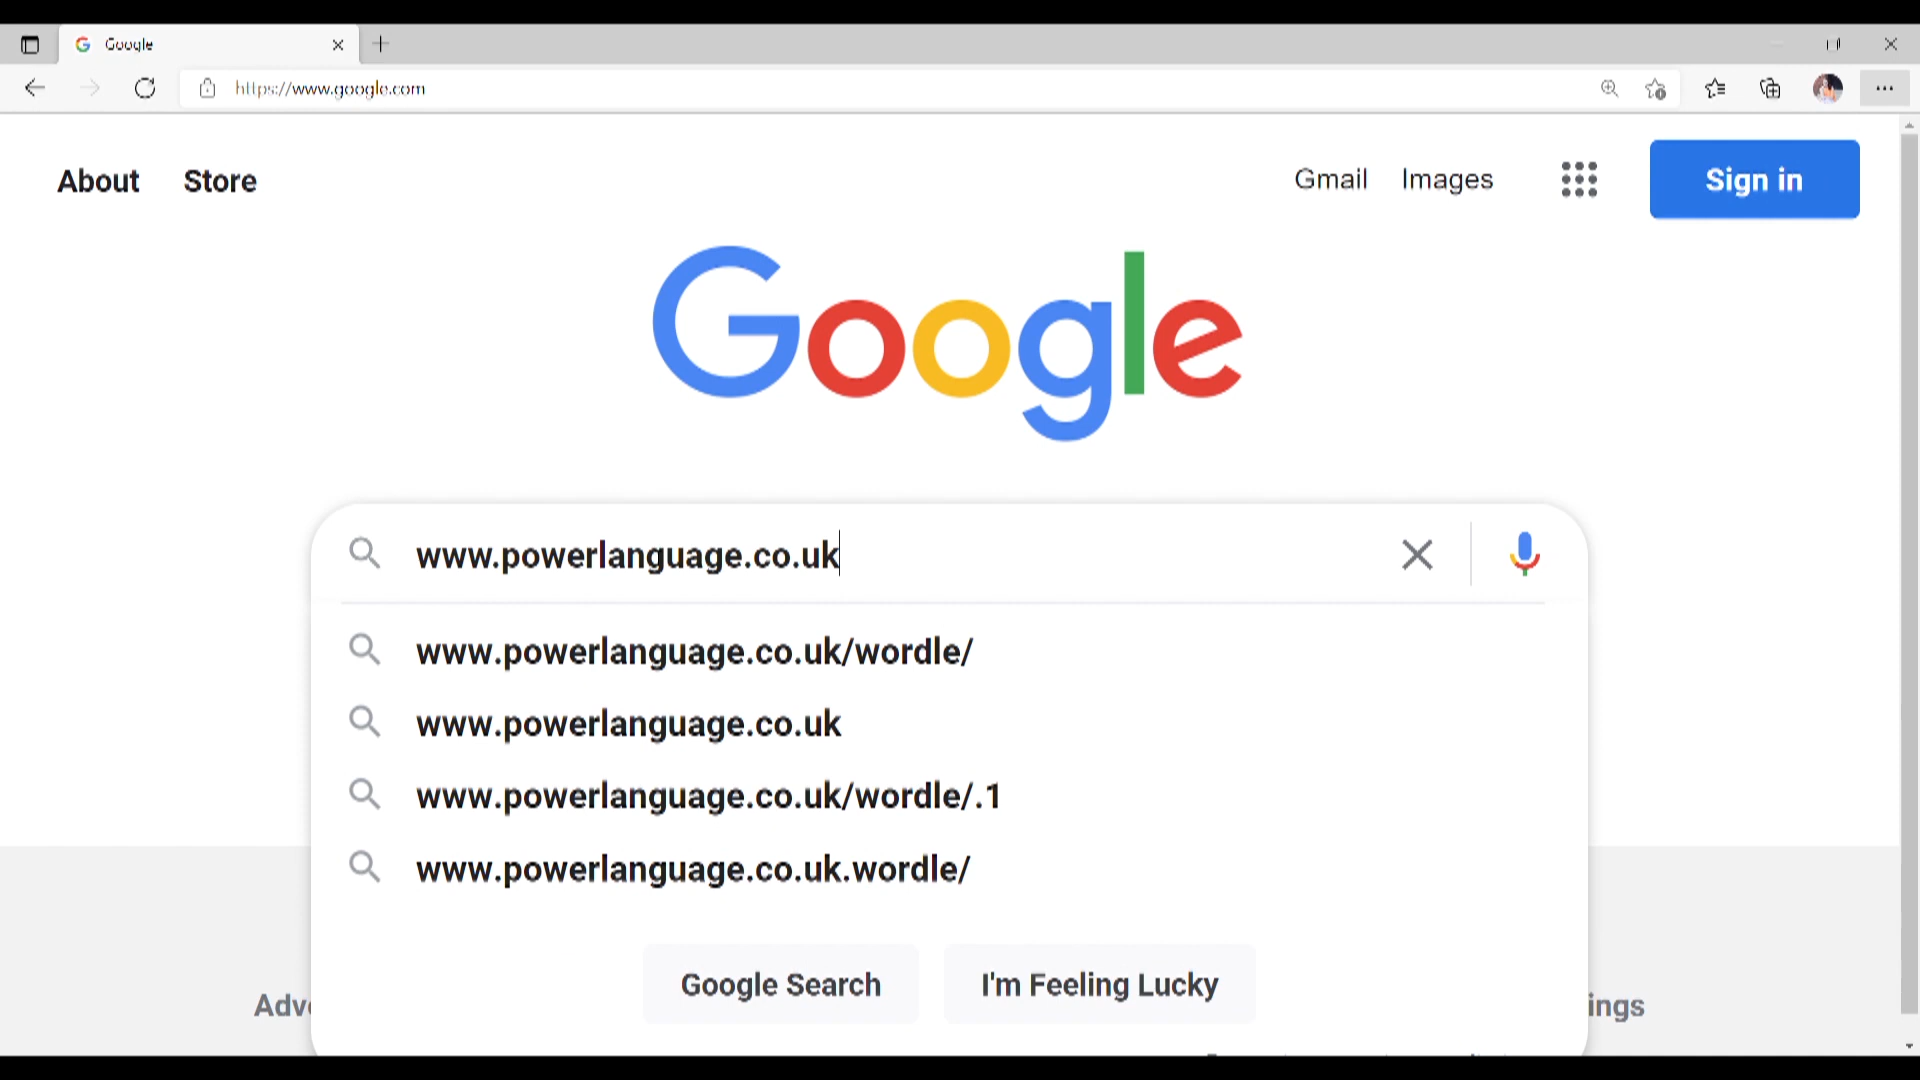 Google
https://www.google.com
About Store
Gmail Images
Sign in
Google
www.powerlanguage.co.uk
www.powerlanguage.co.uk/wordle/
www.powerlanguage.co.uk
www.powerlanguage.co.uk/wordle/.1
www.powerlanguage.co.uk.wordle/
Google Search I'm Feeling Lucky